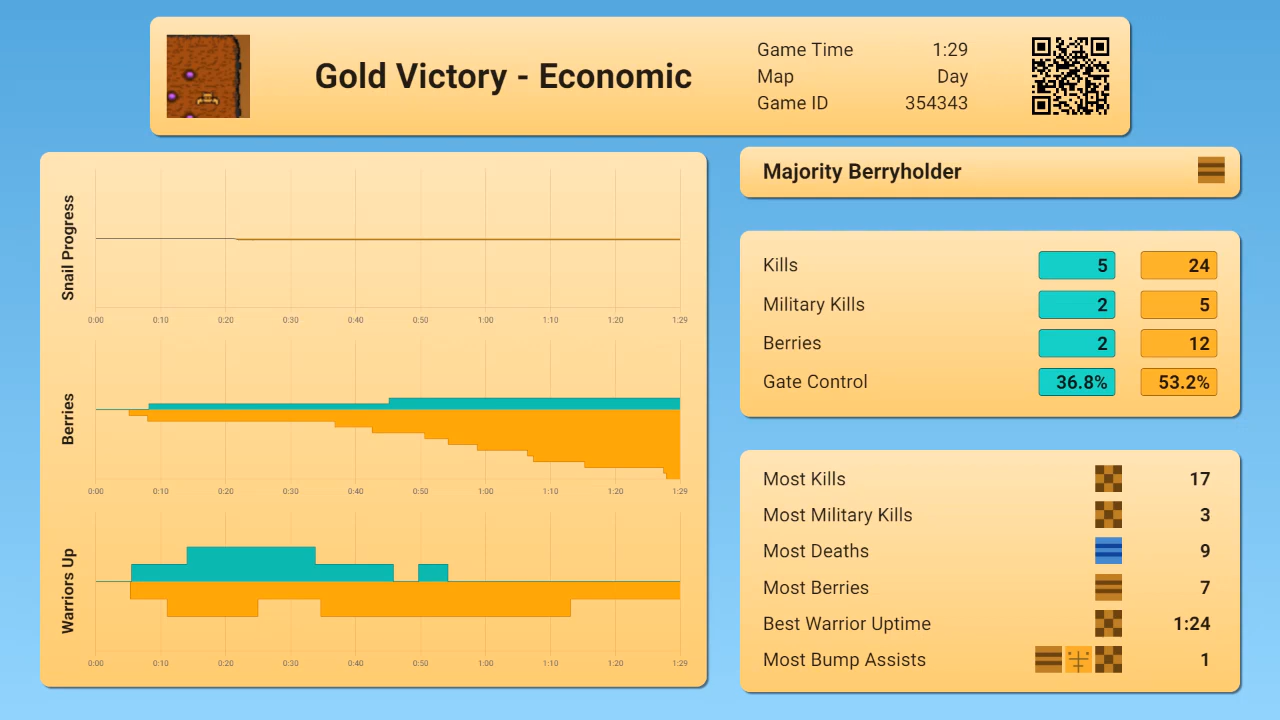 Gold Victory - Economic
Game Time 1:29
Map Day
Game ID 354343
Snail Progress
0:00 0:10 0:20 0:30 0:40 0:50 1:00 1:10 1:20 1:29
Berries
0:00 0:10 0:20 0:30 0:40 0:50 1:00 1:10 1:20 1:29
Warriors Up
0:00 0:10 0:20 0:30 0:40 0:50 1:00 1:10 1:20 1:29
Majority Berryholder
Kills 5 24
Military Kills 2 5
Berries 2 12
Gate Control 36.8% 53.2%
Most Kills 17
Most Military Kills 3
Most Deaths 9
Most Berries 7
Best Warrior Uptime 1:24
Most Bump Assists 1